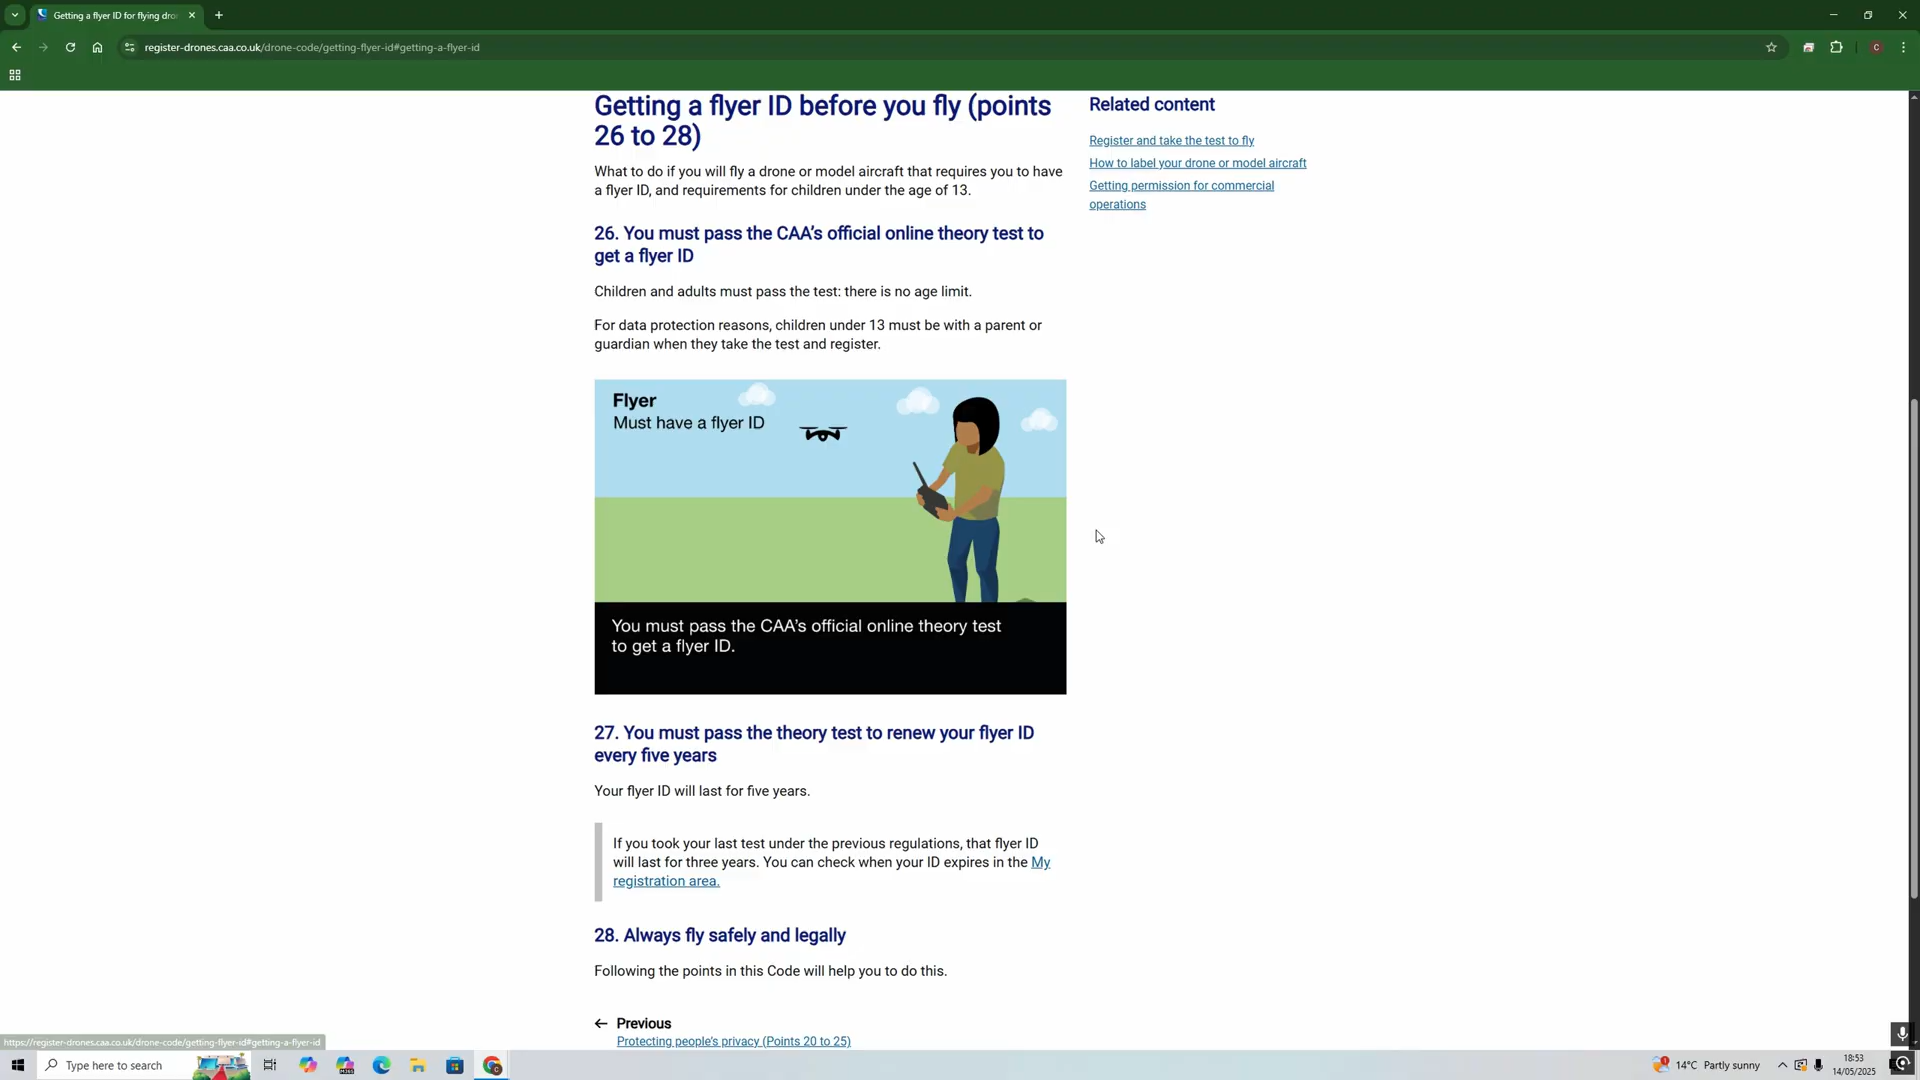 Getting a flyer ID for flying dro
register-drones.caa.co.uk/drone-code/getting-flyer-id#getting-a-flyer-id
C
Getting a flyer ID before you fly (points
26 to 28)
What to do if you will fly a drone or model aircraft that requires you to have
a flyer ID, and requirements for children under the age of 13.
26. You must pass the CAA's official online theory test to
get a flyer ID
Children and adults must pass the test: there is no age limit.
For data protection reasons, children under 13 must be with a parent or
guardian when they take the test and register.
Flyer
Must have a flyer ID
You must pass the CAA's official online theory test
to get a flyer ID.
27. You must pass the theory test to renew your flyer ID
every five years
Your flyer ID will last for five years.
If you took your last test under the previous regulations, that flyer ID
will last for three years. You can check when your ID expires in the My
registration area.
28. Always fly safely and legally
Following the points in this Code will help you to do this.
Previous
Protecting people's privacy (Points 20 to 25)
Related content
Register and take the test to fly
How to label your drone or model aircraft
Getting permission for commercial
operations
https://register-drones.caa.co.uk/drone-code/getting-flyer-id#getting-a-flyer-id
Type here to search
14°C Partly sunny
18:53
14/05/2025